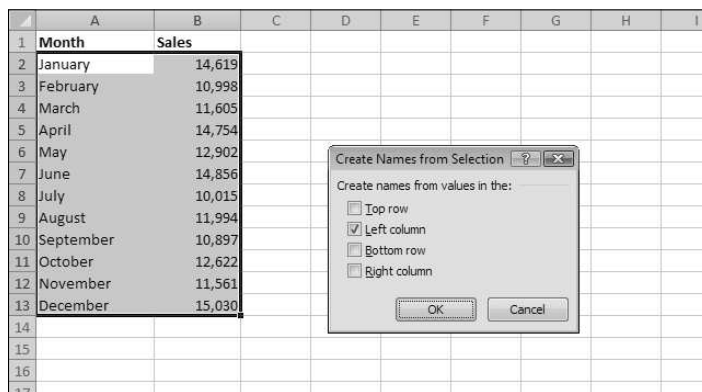 A B C D E F G H I
1 Month Sales
2 January 14,619
3 February 10,998
4 March 11,605
5 April 14,754
6 May 12,902
7 June 14,856
8 July 10,015
9 August 11,994
10 September 10,897
11 October 12,622
12 November 11,561
13 December 15,030
14
15
16
17
Create Names from Selection ?
Create names from values in the:
Top row
Left column
Bottom row
Right column
OK Cancel